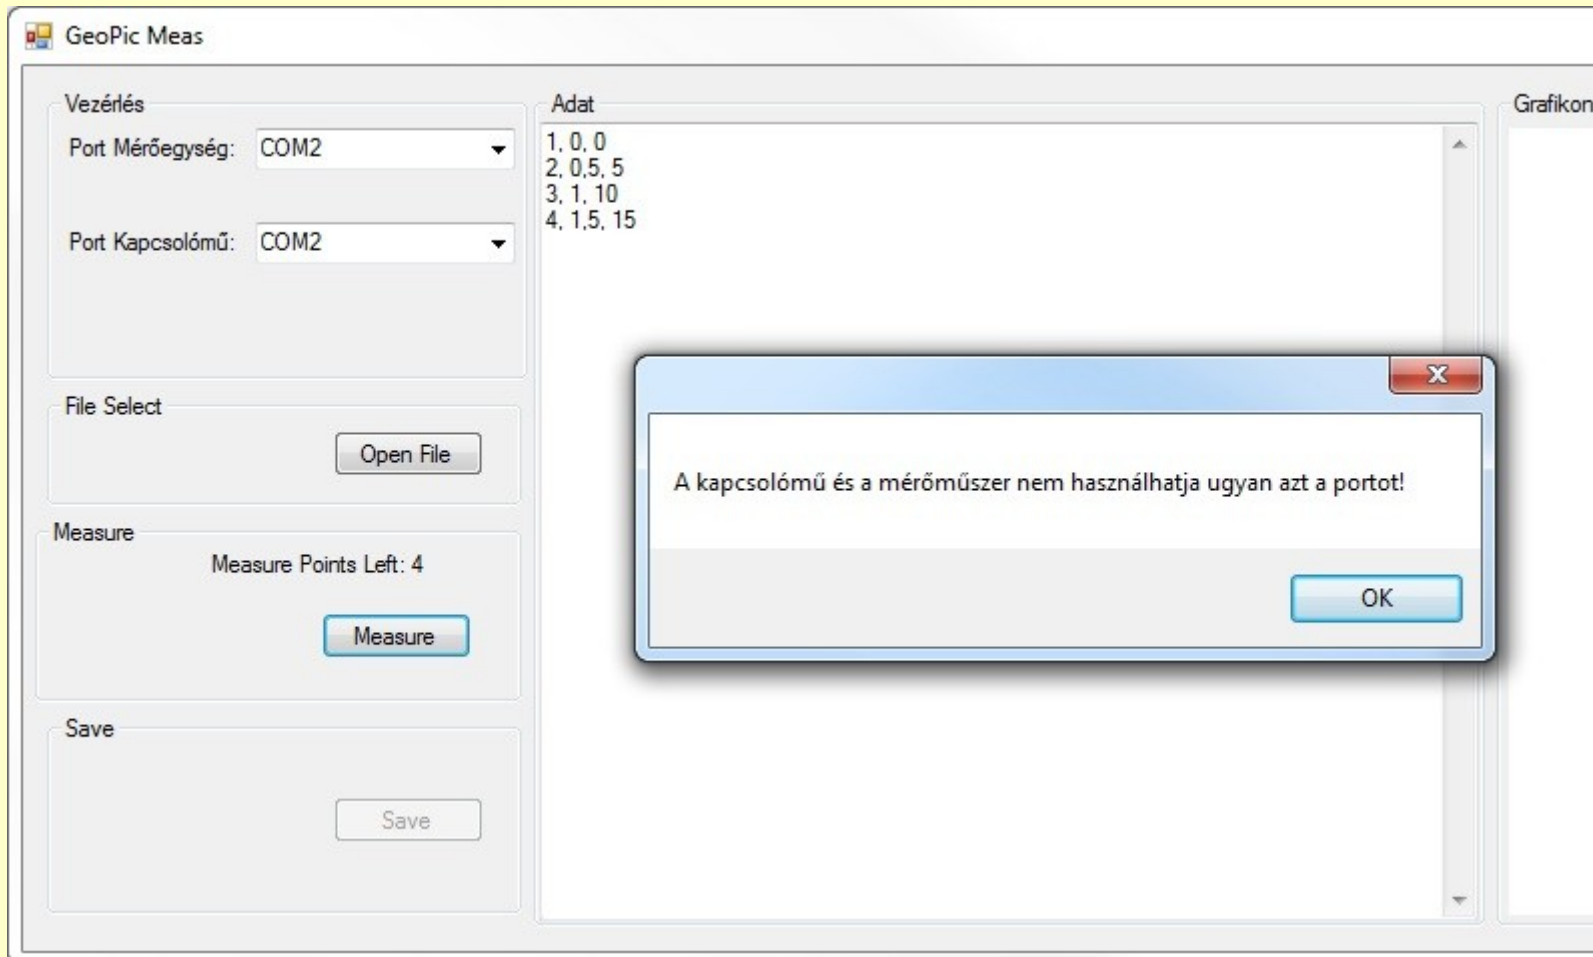 GeoPic Meas
Vezérlés
Port Mérőegység: COM2
Port Kapcsolómű: COM2
File Select
Open File
Measure
Measure Points Left: 4
Measure
Save
Save
Adat
1, 0, 0
2, 0,5, 5
3, 1, 10
4, 1,5, 15
Grafikon
A kapcsolómű és a mérőműszer nem használhatja ugyan azt a portot!
OK